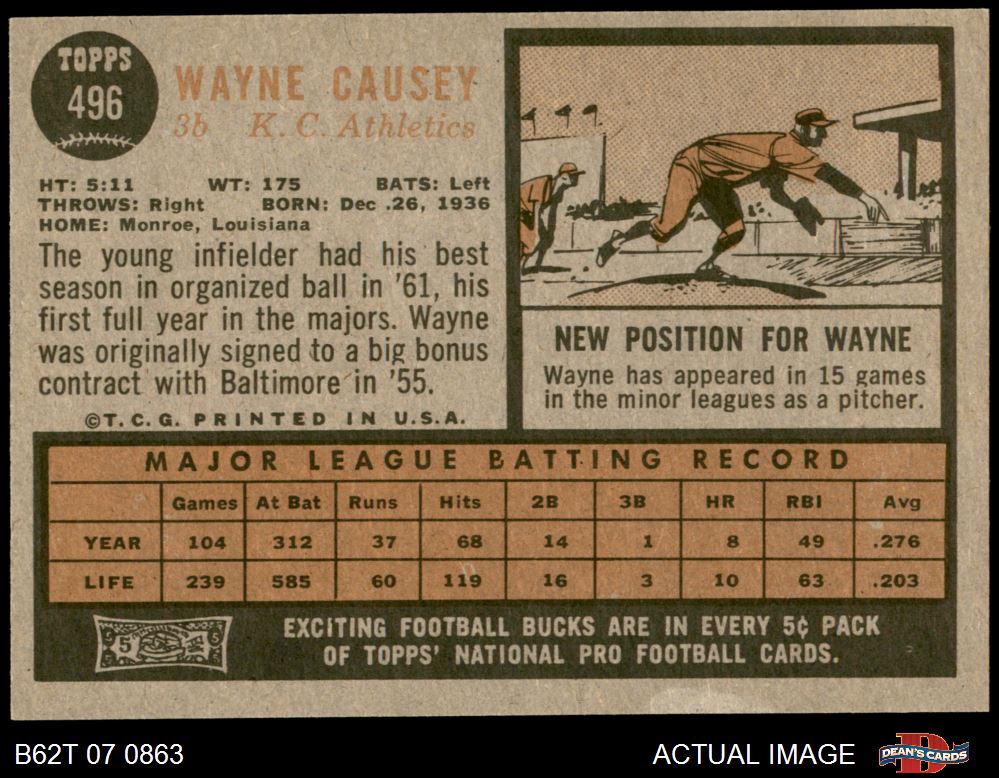 TOPPS
496
WAYNE CAUSEY
3b K. C. Athletics
HT: 5:11 WT: 175 BATS: Left
THROWS: Right BORN: Dec .26, 1936
HOME: Monroe, Louisiana
The young infielder had his best
season in organized ball in '61, his
first full year in the majors. Wayne
was originally signed to a big bonus
contract with Baltimore in '55.
©T. C. G. PRINTED IN U.S.A.
NEW POSITION FOR WAYNE
Wayne has appeared in 15 games
in the minor leagues as a pitcher.
MAJOR LEAGUE BATTING RECORD
Games At Bat Runs Hits 2B 3B HR RBI Avg
YEAR 104 312 37 68 14 1 8 49 .276
LIFE 239 585 60 119 16 3 10 63 .203
5 5 5
EXCITING FOOTBALL BUCKS ARE IN EVERY 5¢ PACK
OF TOPPS' NATIONAL PRO FOOTBALL CARDS.
B62T 07 0863 ACTUAL IMAGE DEAN'S CARDS